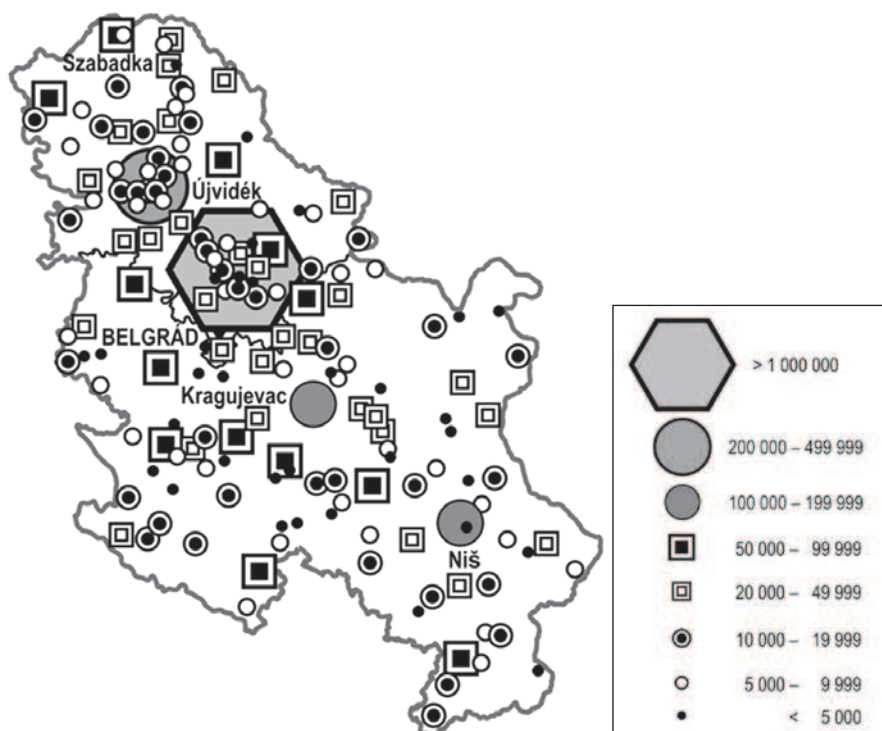 Szabadka
Újvidék
BELGRÁD
Kragujevac
Niš
> 1 000 000
200 000 – 499 999
100 000 – 199 999
50 000 – 99 999
20 000 – 49 999
10 000 – 19 999
5 000 – 9 999
< 5 000